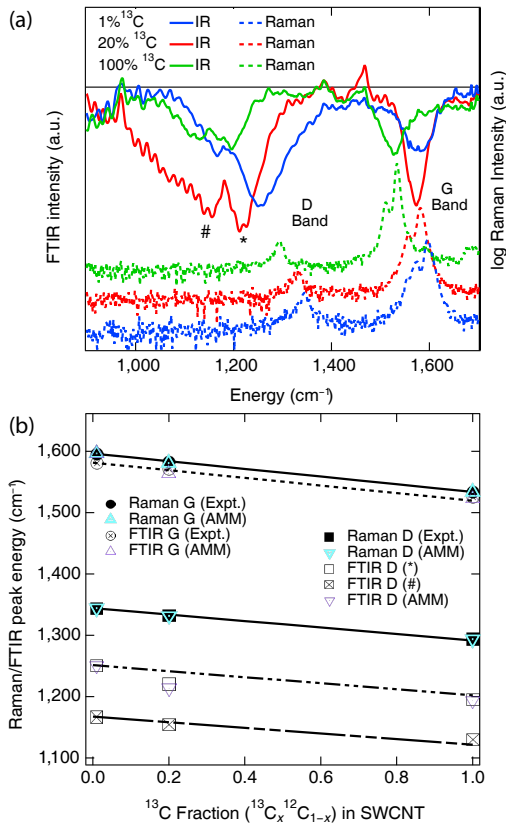 (a)
1% ¹³C IR Raman
20% ¹³C IR Raman
100% ¹³C IR Raman
FTIR intensity (a.u.)
log Raman Intensity (a.u.)
D
Band
G
Band
#
*
1,000 1,200 1,400 1,600
Energy (cm⁻¹)
(b)
Raman/FTIR peak energy (cm⁻¹)
1,600
1,500
1,400
1,300
1,200
1,100
Raman G (Expt.)
Raman G (AMM)
FTIR G (Expt.)
FTIR G (AMM)
Raman D (Expt.)
Raman D (AMM)
FTIR D (*)
FTIR D (#)
FTIR D (AMM)
0.0 0.2 0.4 0.6 0.8 1.0
¹³C Fraction (¹³Cₓ¹²C₁₋ₓ) in SWCNT